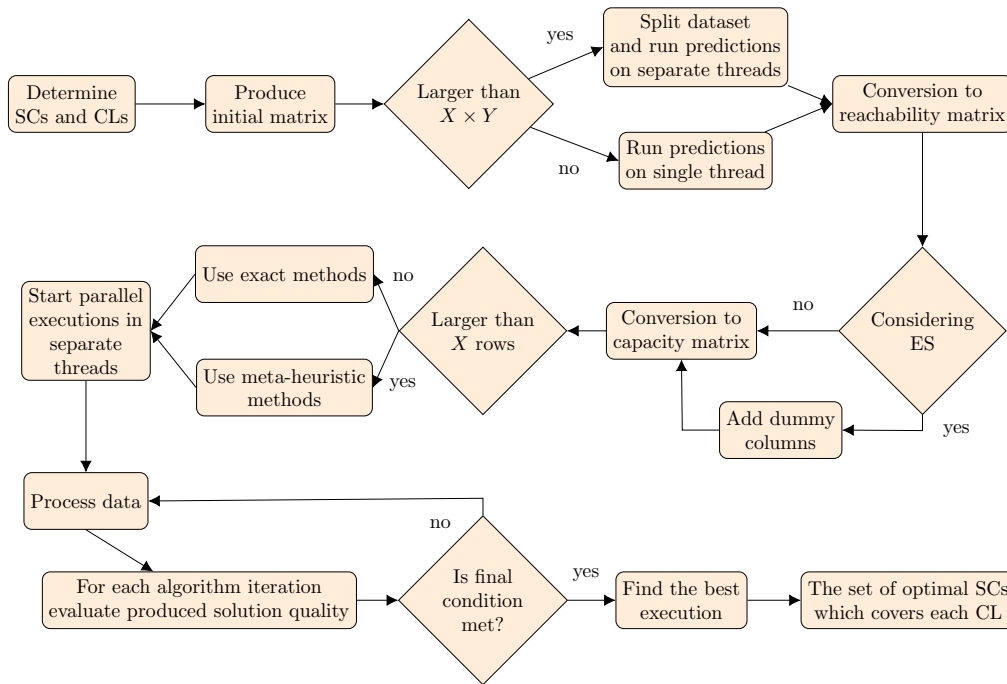 Determine
SCs and CLs
Produce
initial matrix
Larger than
X × Y
yes
Split dataset
and run predictions
on separate threads
no
Run predictions
on single thread
Conversion to
reachability matrix
Considering
ES
no
yes
Add dummy
columns
Conversion to
capacity matrix
Larger than
X rows
no
Use exact methods
yes
Use meta-heuristic
methods
Start parallel
executions in
separate
threads
Process data
For each algorithm iteration
evaluate produced solution quality
Is final
condition
met?
no
yes
Find the best
execution
The set of optimal SCs
which covers each CL